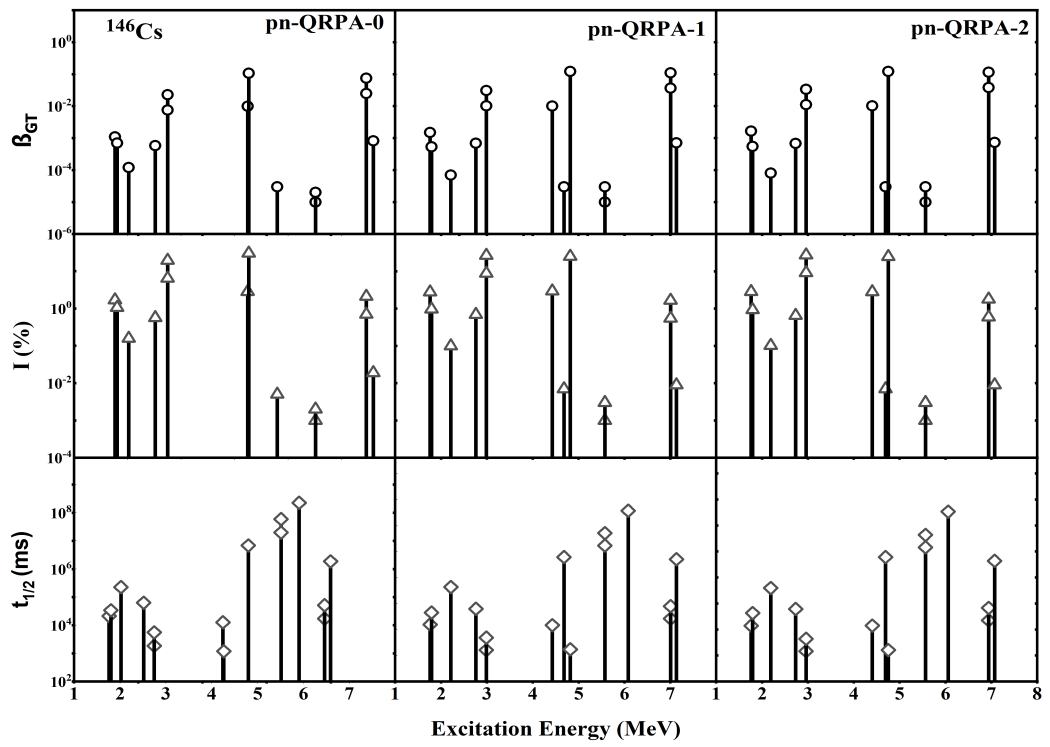 ¹⁴⁶Cs pn-QRPA-0 pn-QRPA-1 pn-QRPA-2
10⁰
10⁻²
10⁻⁴
10⁻⁶
β_GT
10⁰
10⁻²
10⁻⁴
I (%)
10⁸
10⁶
10⁴
10²
t₁/₂ (ms)
1 2 3 4 5 6 7 1 2 3 4 5 6 7 1 2 3 4 5 6 7 8
Excitation Energy (MeV)